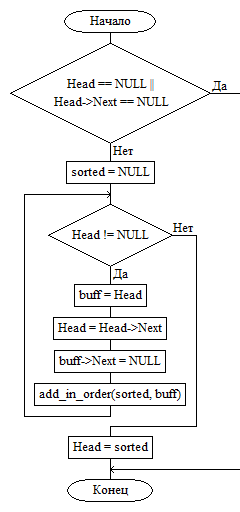 Начало
Head == NULL ||
Head->Next == NULL
Да
Нет
sorted = NULL
Head != NULL
Нет
Да
buff = Head
Head = Head->Next
buff->Next = NULL
add_in_order(sorted, buff)
Head = sorted
Конец